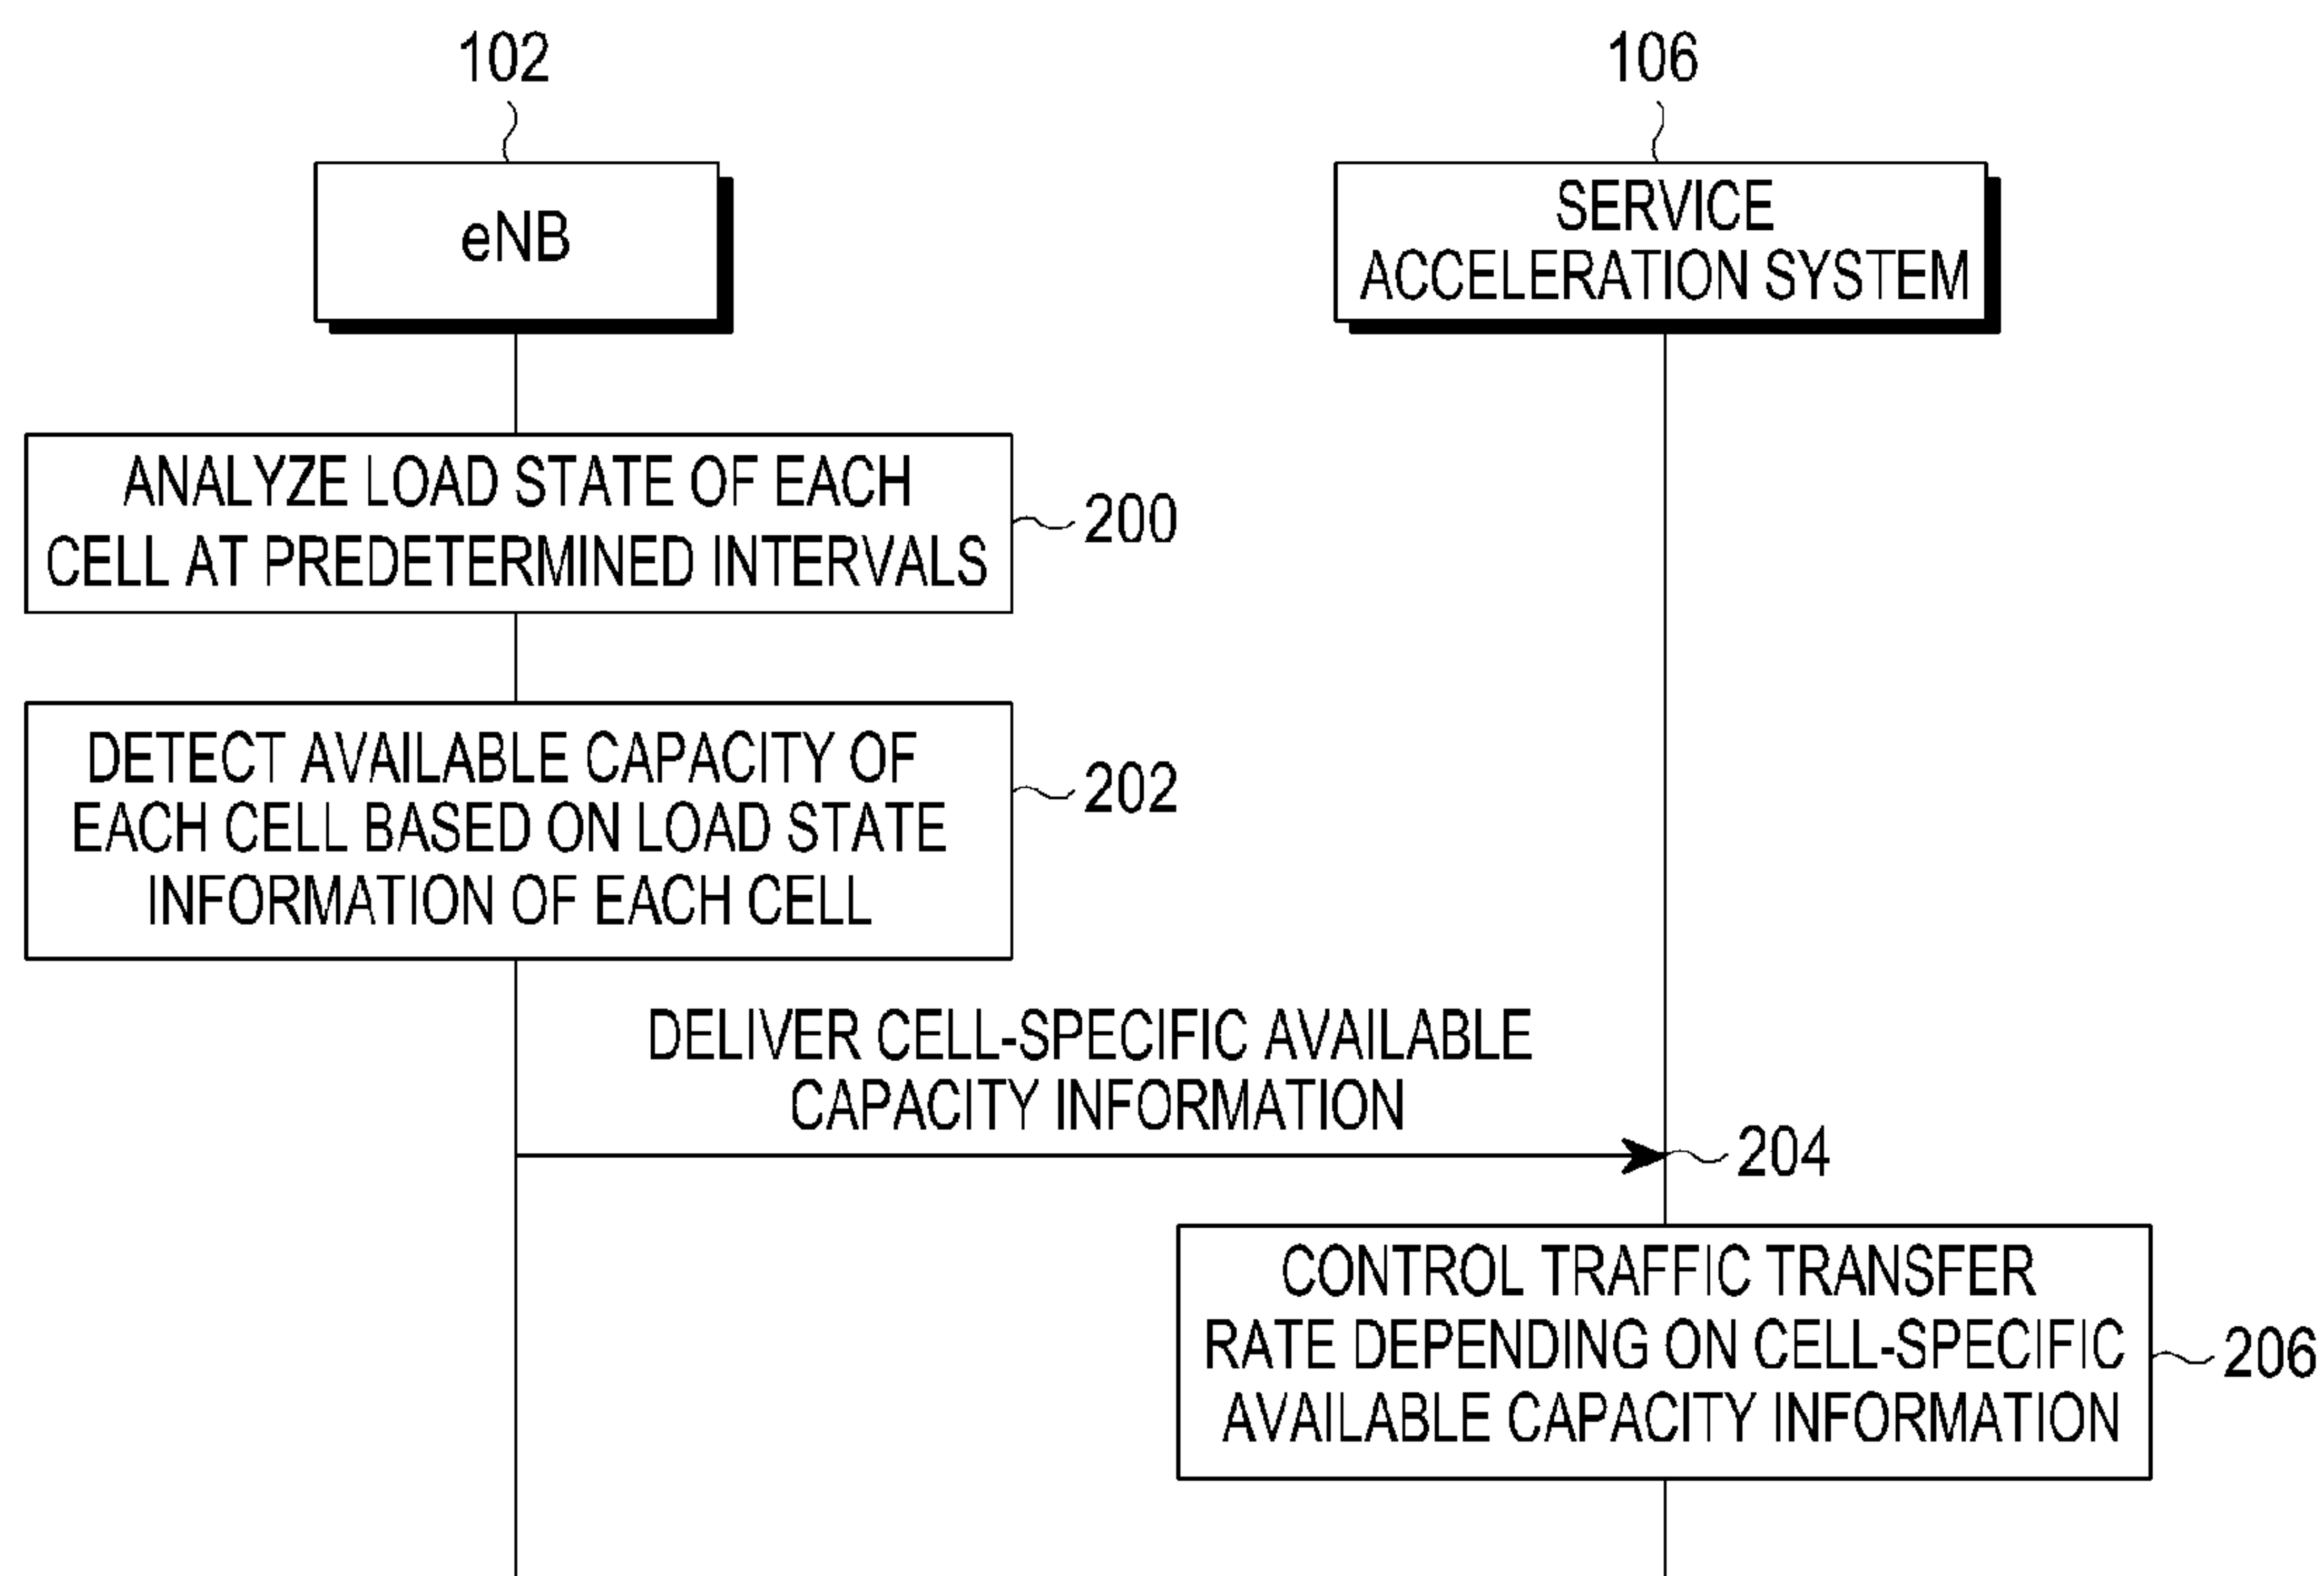 102
106
eNB
SERVICE
ACCELERATION SYSTEM
ANALYZE LOAD STATE OF EACH
CELL AT PREDETERMINED INTERVALS
200
DETECT AVAILABLE CAPACITY OF
EACH CELL BASED ON LOAD STATE
INFORMATION OF EACH CELL
202
DELIVER CELL-SPECIFIC AVAILABLE
CAPACITY INFORMATION
204
CONTROL TRAFFIC TRANSFER
RATE DEPENDING ON CELL-SPECIFIC
AVAILABLE CAPACITY INFORMATION
206